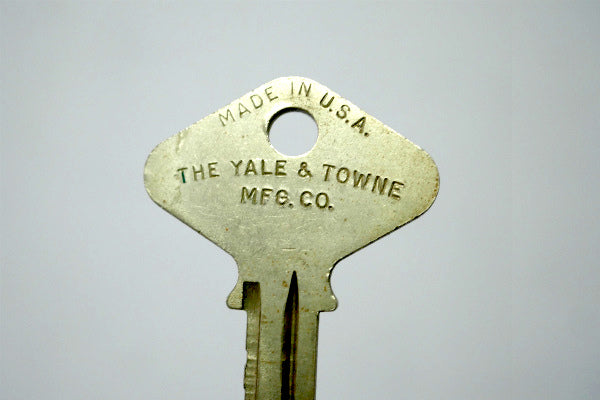 MADE IN U.S.A.
THE YALE & TOWNE
MFG. CO.